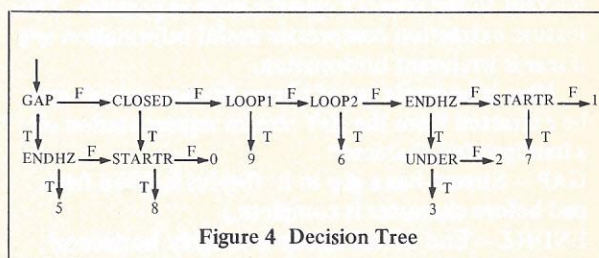 GAP F CLOSED F LOOP1 F LOOP2 F ENDHZ F STARTR F 1
T T T T T T
ENDHZ F STARTR F 0 9 6 UNDER F 2 7
T T T
5 8 3
Figure 4 Decision Tree